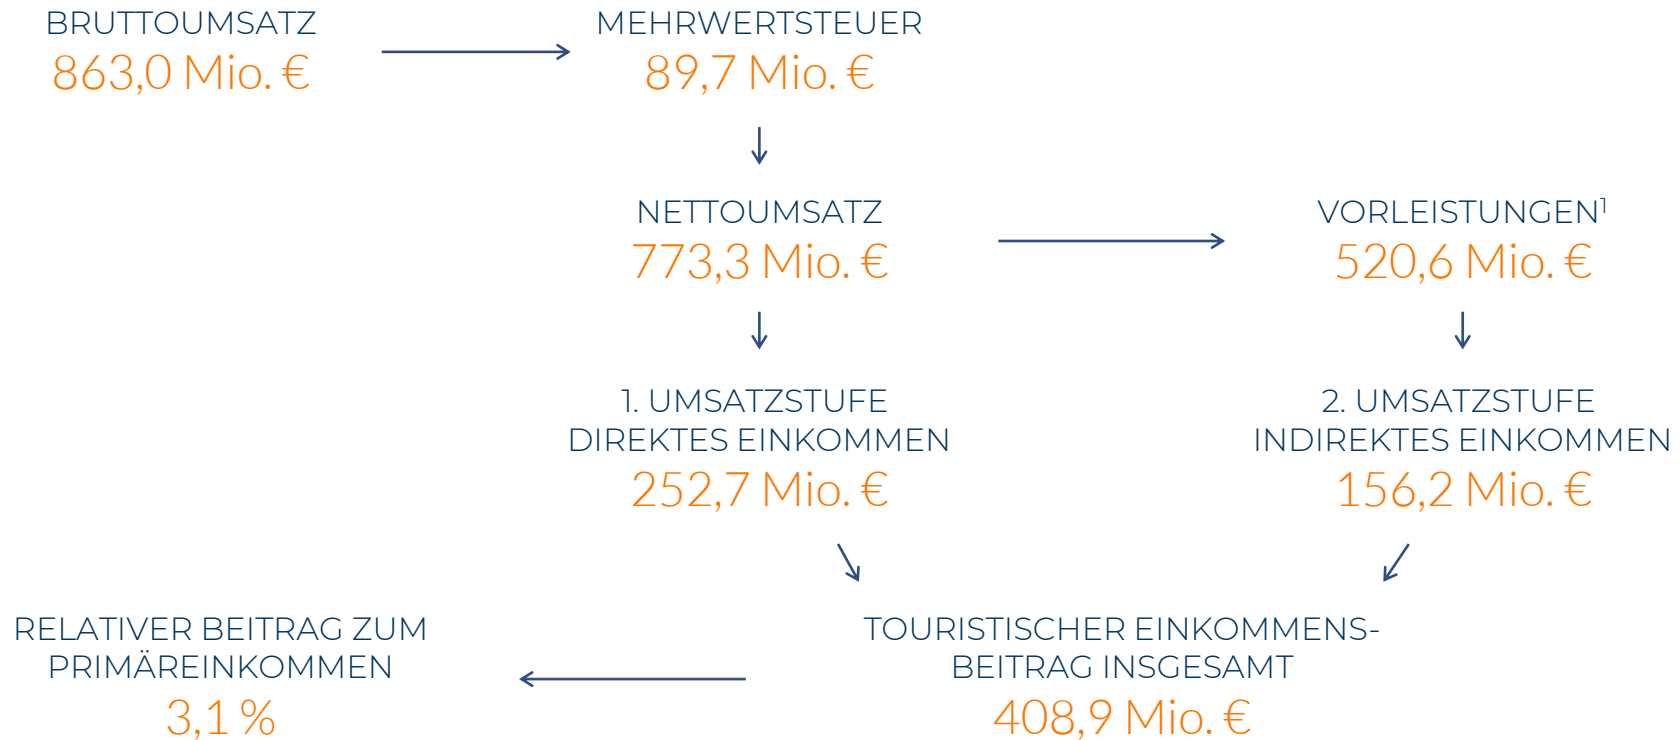 BRUTTOUMSATZ
863,0 Mio. €
MEHRWERTSTEUER
89,7 Mio. €
NETTOUMSATZ
773,3 Mio. €
VORLEISTUNGEN¹
520,6 Mio. €
1. UMSATZSTUFE
DIREKTES EINKOMMEN
252,7 Mio. €
2. UMSATZSTUFE
INDIREKTES EINKOMMEN
156,2 Mio. €
RELATIVER BEITRAG ZUM
PRIMÄREINKOMMEN
3,1 %
TOURISTISCHER EINKOMMENS-
BEITRAG INSGESAMT
408,9 Mio. €